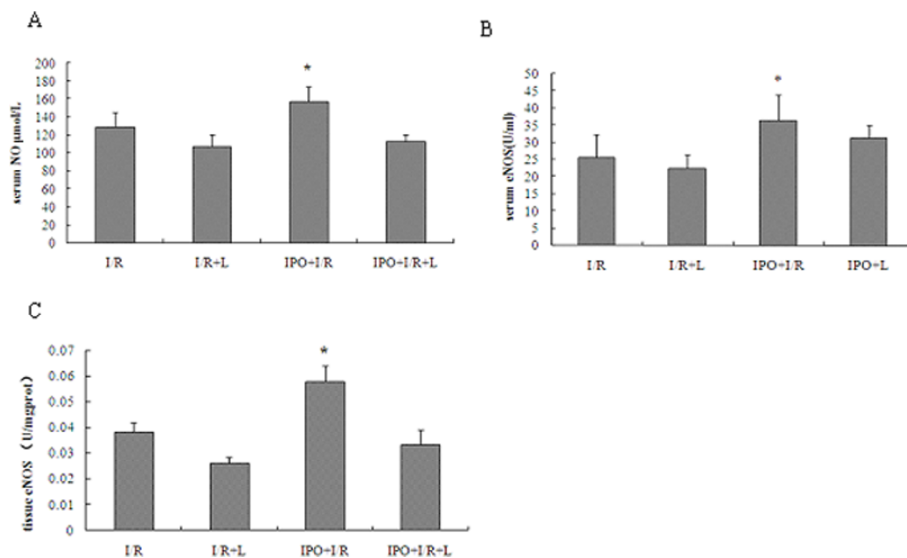 A
serum NO μmol/L
200
180
160
140
120
100
80
60
40
20
0
*
I/R
I/R+L
IPO+I/R
IPO+I/R+L
B
serum eNOS(U/ml)
50
45
40
35
30
25
20
15
10
5
0
*
I/R
I/R+L
IPO+I/R
IPO+L
C
tissue eNOS (U/mgprot)
0.07
0.06
0.05
0.04
0.03
0.02
0.01
0
*
I/R
I/R+L
IPO+I/R
IPO+I/R+L